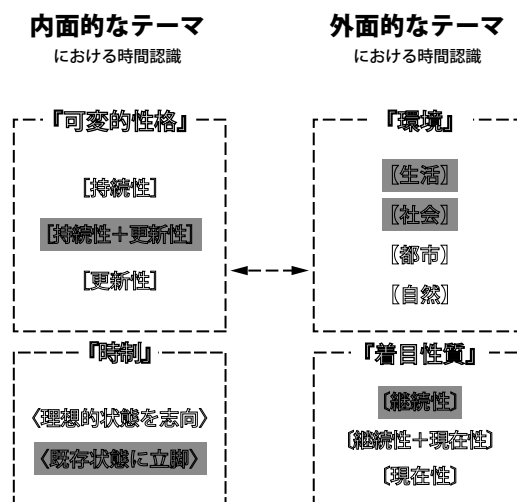 内面的なテーマ
における時間認識
『可変的性格』
[持続性]
[持続性＋更新性]
[更新性]
『時制』
〈理想的状態を志向〉
〈既存状態に立脚〉
外面的なテーマ
における時間認識
『環境』
【生活】
【社会】
【都市】
【自然】
『着目性質』
〔継続性〕
〔継続性＋現在性〕
〔現在性〕